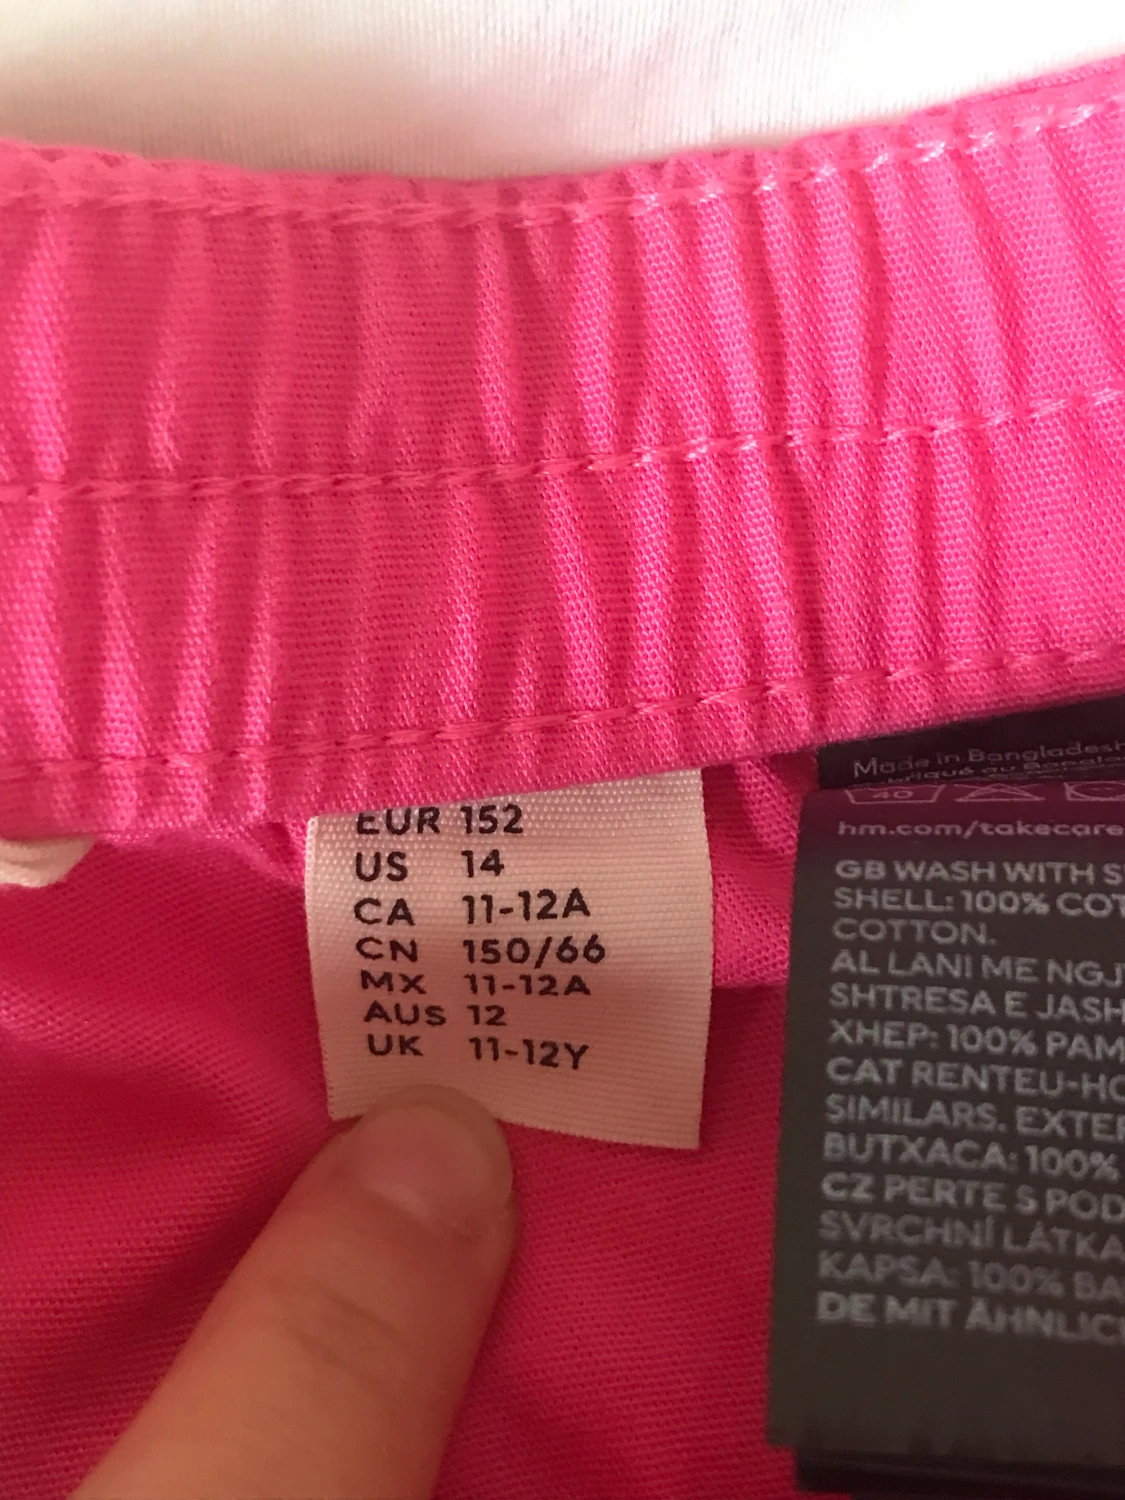 EUR 152
US 14
CA 11-12A
CN 150/66
MX 11-12A
AUS 12
UK 11-12Y
Made in Bangladesh
40
hm.com/takecare
GB WASH WITH
SHELL: 100% COT
COTTON.
AL LANI ME NGJ
SHTRESA E JASH
XHEP: 100% PAM
CAT RENTEU-HO
SIMILARS. EXTER
BUTXACA: 100%
CZ PERTE S POD
SVRCHNÍ LÁTKA
KAPSA: 100% BA
DE MIT ÄHNLIC